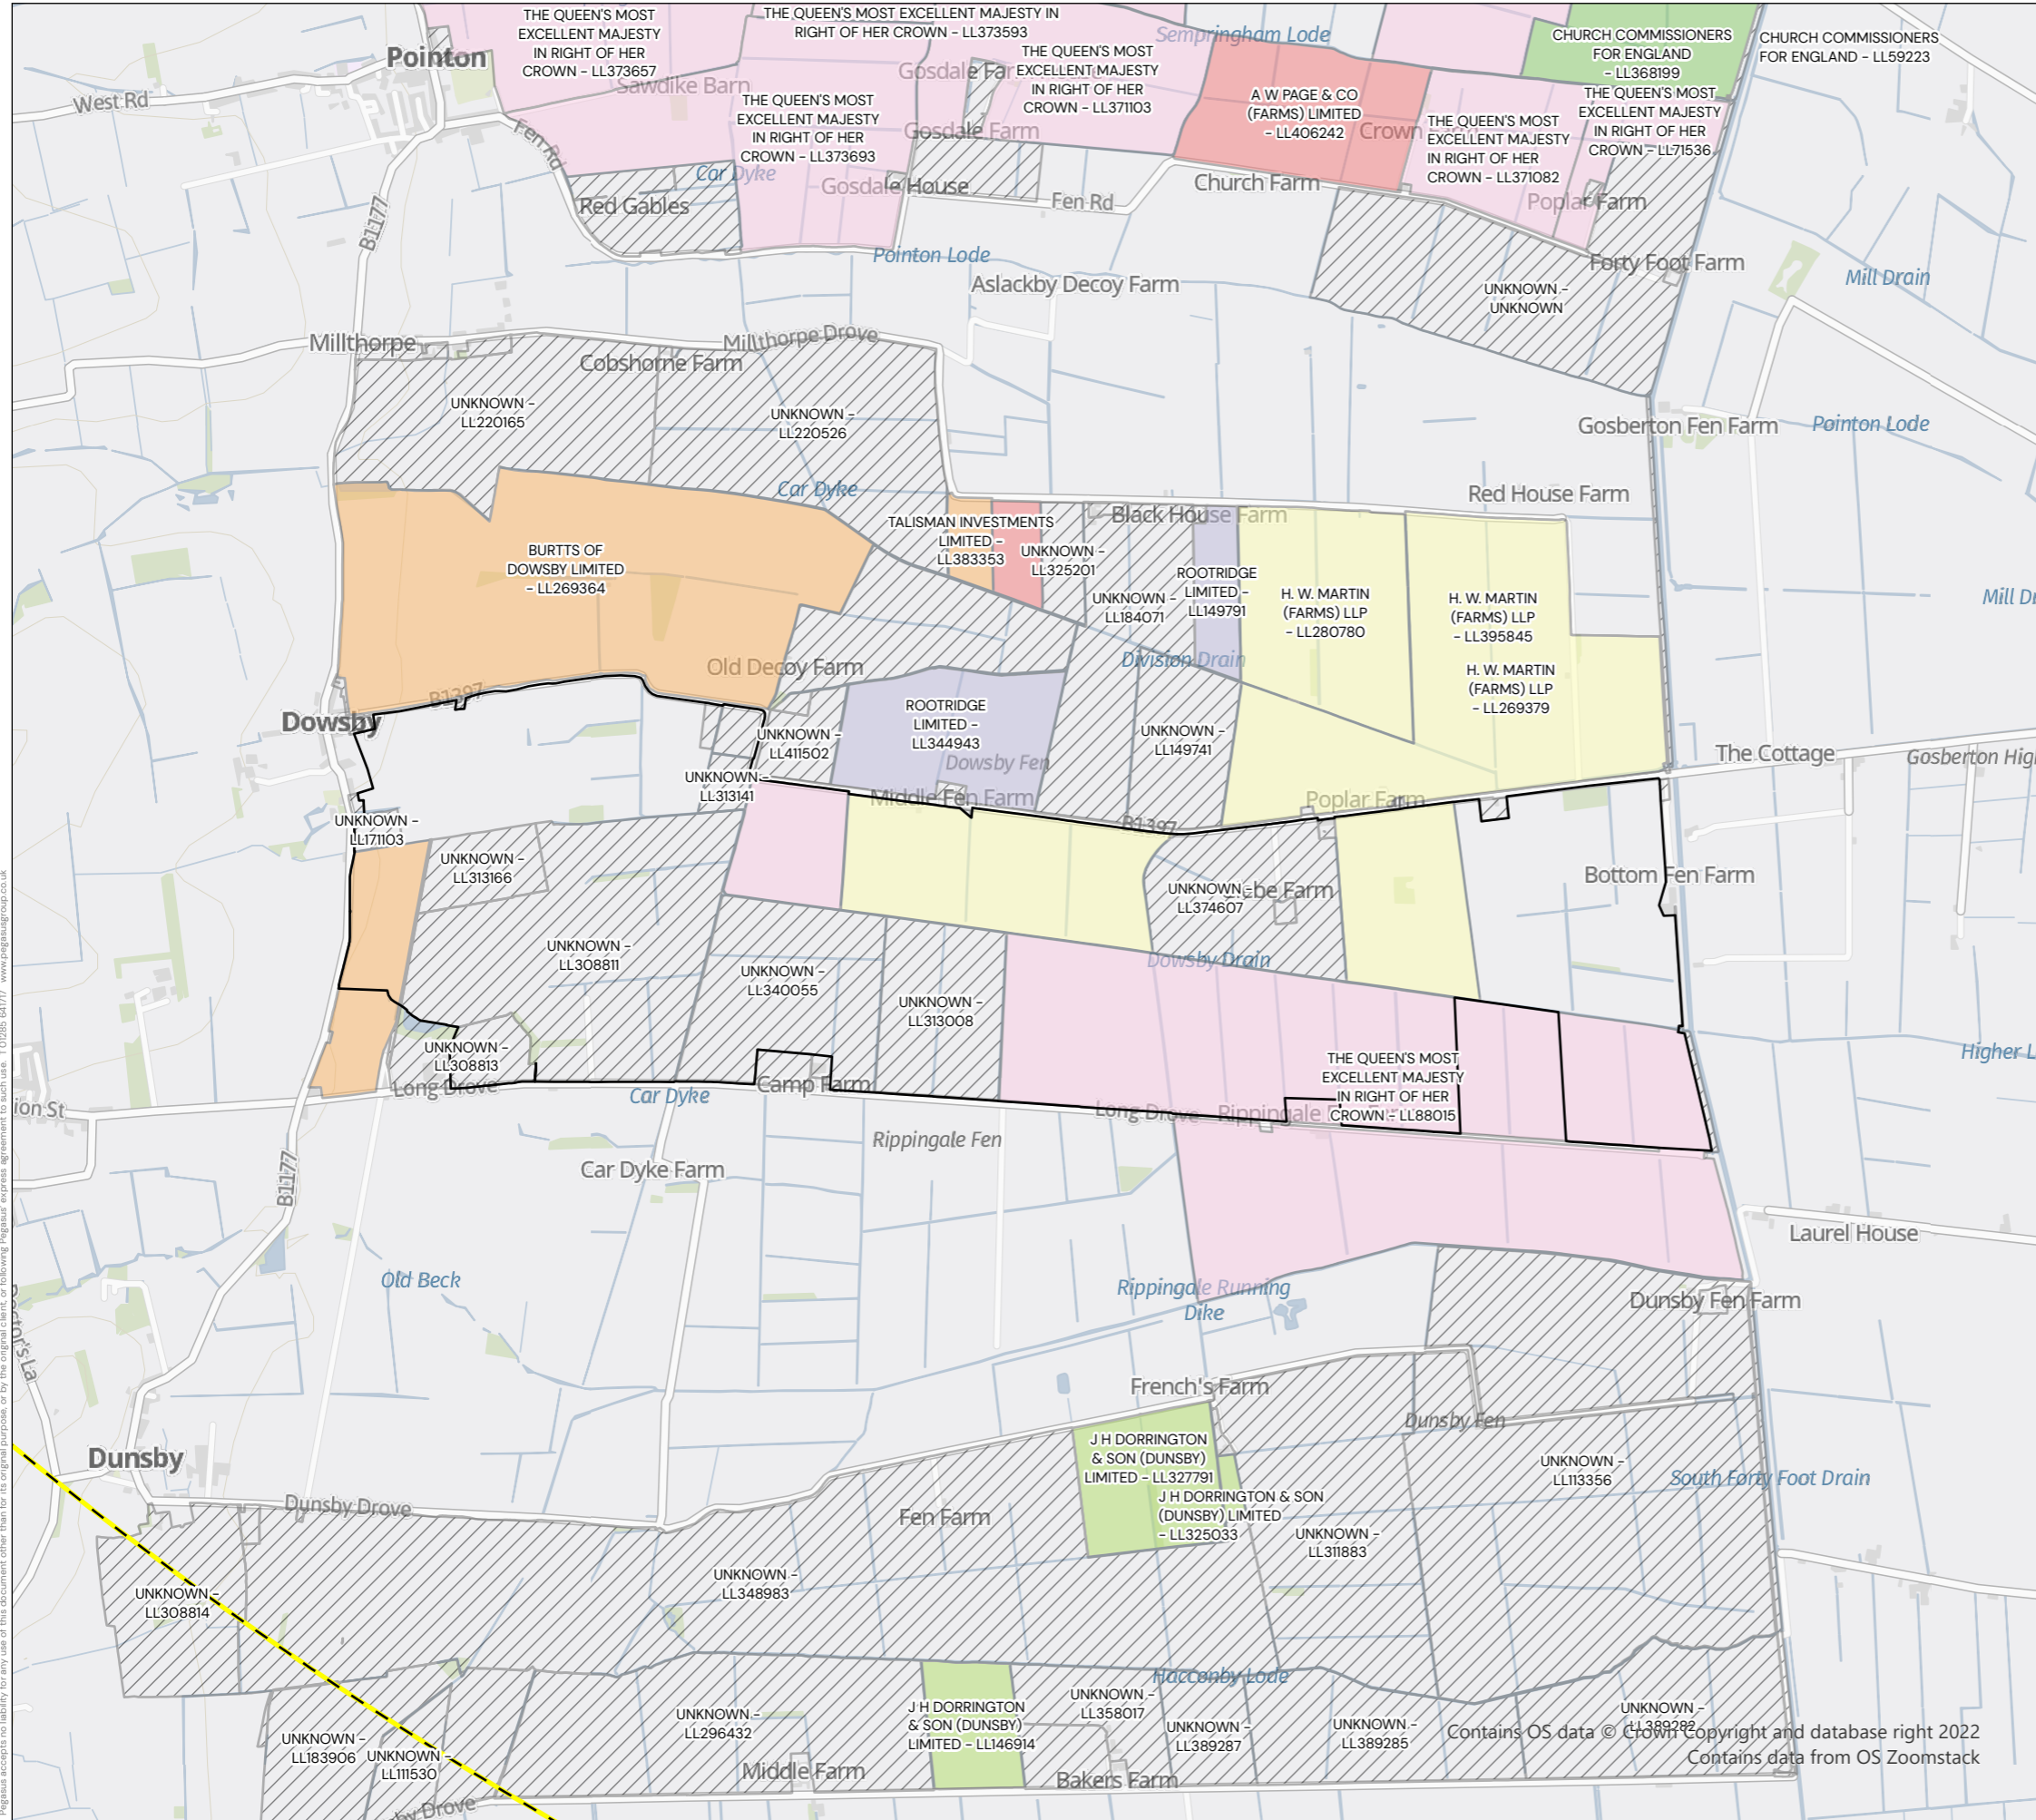 THE QUEEN'S MOST
EXCELLENT MAJESTY
IN RIGHT OF HER
CROWN - LL373657
THE QUEEN'S MOST EXCELLENT MAJESTY IN
RIGHT OF HER CROWN - LL373593
Sempringham Lode
CHURCH COMMISSIONERS
FOR ENGLAND
- LL368199
CHURCH COMMISSIONERS
FOR ENGLAND - LL59223
Pointon
West Rd
Sawdike Barn
THE QUEEN'S MOST
EXCELLENT MAJESTY
IN RIGHT OF HER
CROWN - LL373693
THE QUEEN'S MOST
EXCELLENT MAJESTY
IN RIGHT OF HER
CROWN - LL371103
Gosdale Farm
A W PAGE & CO
(FARMS) LIMITED
- LL406242
THE QUEEN'S MOST
EXCELLENT MAJESTY
IN RIGHT OF HER
CROWN - LL371082
THE QUEEN'S MOST
EXCELLENT MAJESTY
IN RIGHT OF HER
CROWN - LL71536
Fen Rd
Car Dyke
Gosdale House
Red Gables
Fen Rd
Church Farm
Poplar Farm
B1177
Pointon Lode
Aslackby Decoy Farm
Forty Foot Farm
Mill Drain
UNKNOWN -
UNKNOWN
Millthorpe
Millthorpe Drove
Cobshorne Farm
UNKNOWN -
LL220165
UNKNOWN -
LL220526
Gosberton Fen Farm
Pointon Lode
Car Dyke
Red House Farm
Black House Farm
BURTTS OF
DOWSBY LIMITED
- LL269364
TALISMAN INVESTMENTS
LIMITED -
LL383353
UNKNOWN -
LL325201
UNKNOWN -
LL184071
ROOTRIDGE
LIMITED -
LL149791
H. W. MARTIN
(FARMS) LLP
- LL280780
H. W. MARTIN
(FARMS) LLP
- LL395845
H. W. MARTIN
(FARMS) LLP
- LL269379
Division Drain
Old Decoy Farm
B1397
Dowsby
ROOTRIDGE
LIMITED -
LL344943
UNKNOWN -
LL411502
UNKNOWN -
LL149741
The Cottage
Dowsby Fen
UNKNOWN -
LL313141
Middle Fen Farm
Poplar Farm
B1397
UNKNOWN -
LL171103
UNKNOWN -
LL313166
UNKNOWN -
LL374607
Bottom Fen Farm
UNKNOWN -
LL308811
UNKNOWN -
LL340055
UNKNOWN -
LL313008
Dowsby Drain
UNKNOWN -
LL308813
Long Drove
Camp Farm
Car Dyke
Long Drove
THE QUEEN'S MOST
EXCELLENT MAJESTY
IN RIGHT OF HER
CROWN - LL88015
Rippingale Fen
Car Dyke Farm
B1177
Laurel House
Old Beck
Rippingale Running
Dike
Dunsby Fen Farm
French's Farm
Dunsby Fen
Dunsby
J H DORRINGTON
& SON (DUNSBY)
LIMITED - LL327791
UNKNOWN -
LL113356
South Forty Foot Drain
J H DORRINGTON & SON
(DUNSBY) LIMITED
- LL325033
Dunsby Drove
Fen Farm
UNKNOWN -
LL311883
UNKNOWN -
LL308814
UNKNOWN -
LL348983
Hacconby Lode
UNKNOWN -
LL183906
UNKNOWN -
LL111530
UNKNOWN -
LL296432
J H DORRINGTON
& SON (DUNSBY)
LIMITED - LL146914
UNKNOWN -
LL358017
UNKNOWN -
LL389287
UNKNOWN -
LL389285
UNKNOWN -
LL389282
Middle Farm
Bakers Farm
Contains OS data © Crown Copyright and database right 2022
Contains data from OS Zoomstack